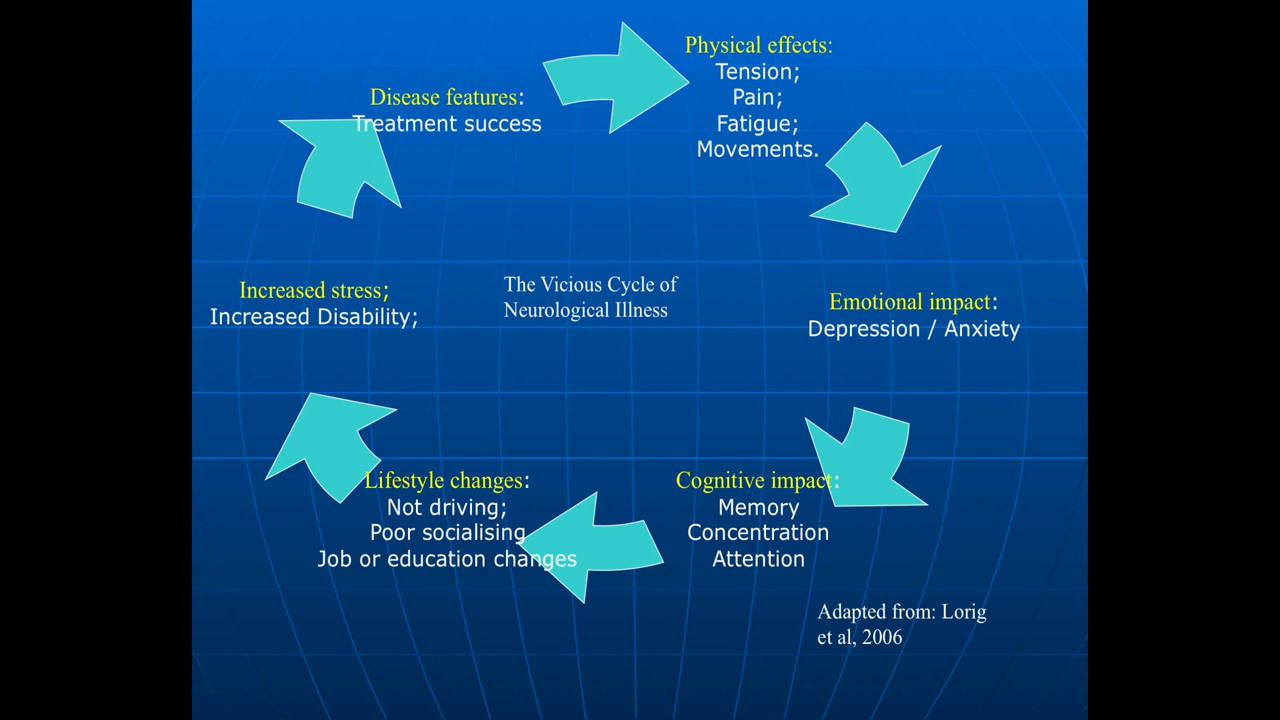 Physical effects:
Tension;
Pain;
Fatigue;
Movements.
Disease features:
Treatment success
Increased stress;
Increased Disability;
The Vicious Cycle of
Neurological Illness
Emotional impact:
Depression / Anxiety
Lifestyle changes:
Not driving;
Poor socialising
Job or education changes
Cognitive impact:
Memory
Concentration
Attention
Adapted from: Lorig
et al, 2006